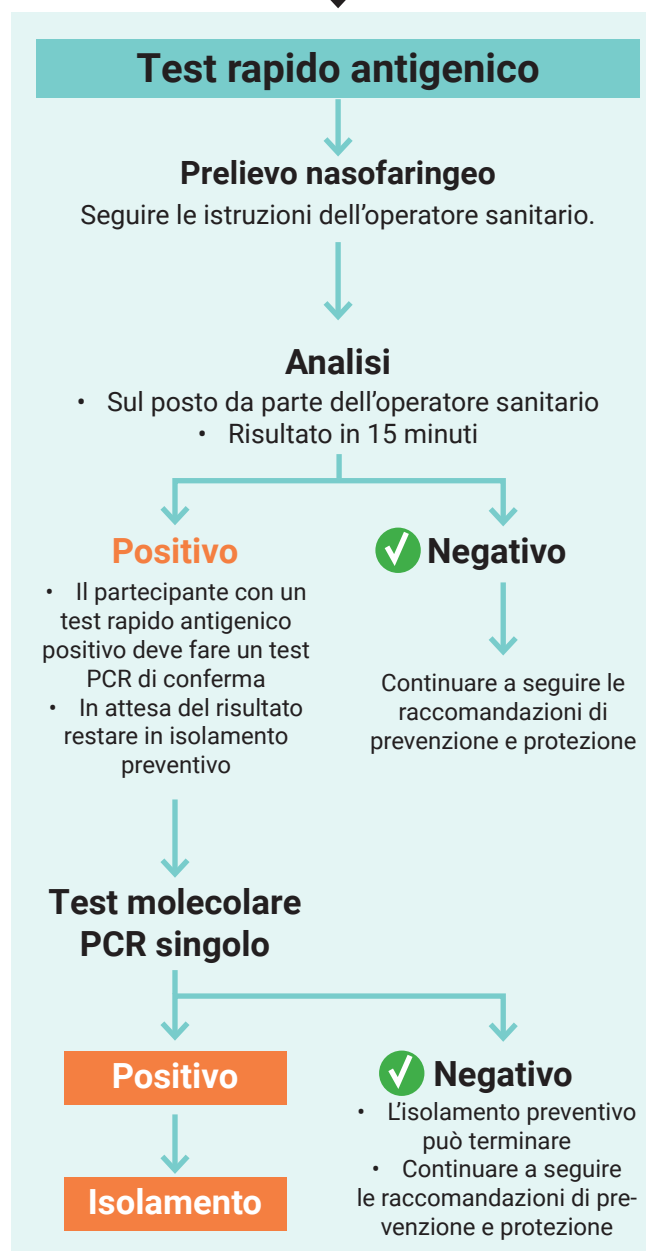 Test rapido antigenico
Prelievo nasofaringeo
Seguire le istruzioni dell’operatore sanitario.
Analisi
• Sul posto da parte dell’operatore sanitario
• Risultato in 15 minuti
Positivo
• Il partecipante con un
test rapido antigenico
positivo deve fare un test
PCR di conferma
• In attesa del risultato
restare in isolamento
preventivo
Negativo
Continuare a seguire le
raccomandazioni di
prevenzione e protezione
Test molecolare
PCR singolo
Positivo
Isolamento
Negativo
• L’isolamento preventivo
può terminare
• Continuare a seguire
le raccomandazioni di pre-
venzione e protezione